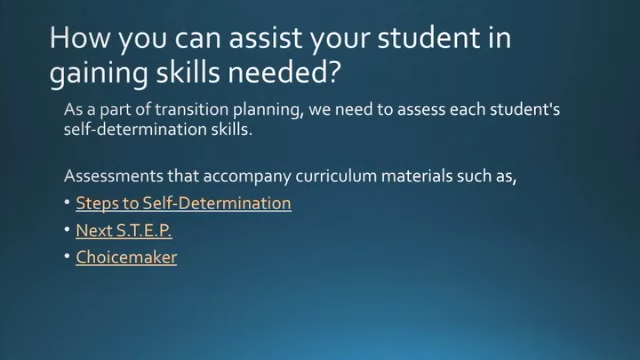 How you can assist your student in
gaining skills needed?
As a part of transition planning, we need to assess each student's
self-determination skills.
Assessments that accompany curriculum materials such as,
• Steps to Self-Determination
• Next S.T.E.P.
• Choicemaker